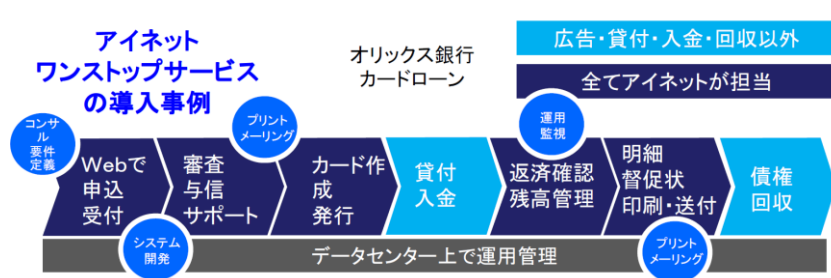 アイネット
ワンストップサービス
の導入事例
オリックス銀行
カードローン
広告・貸付・入金・回収以外
全てアイネットが担当
コンサ
ル
要件
定義
プリント
メーリング
運用
監視
Webで
申込
受付
審査
与信
サポート
カード作
成
発行
貸付
入金
返済確認
残高管理
明細
督促状
印刷・送付
債権
回収
システム
開発
データセンター上で運用管理
プリント
メーリング